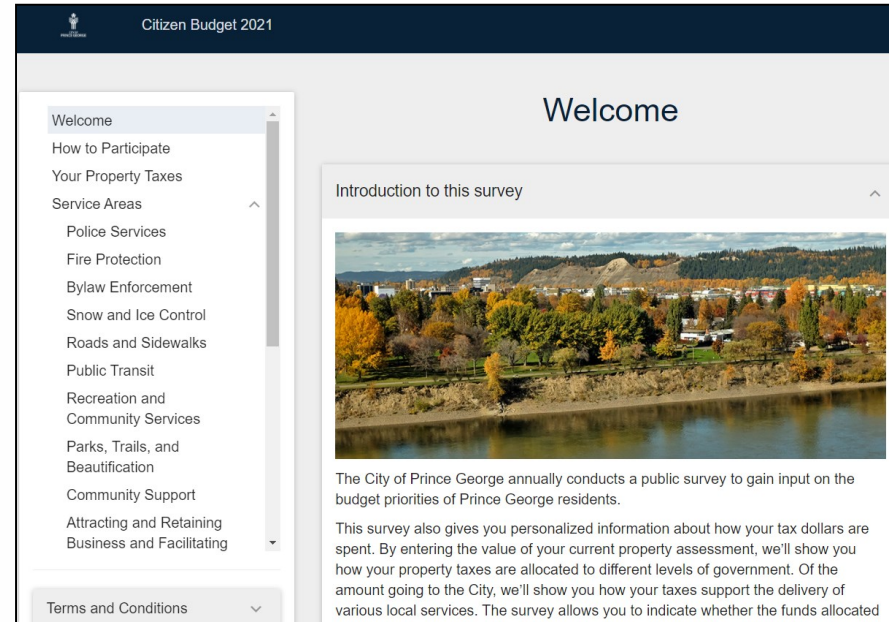 CITY OF
PRINCE GEORGE
Citizen Budget 2021
Welcome
How to Participate
Your Property Taxes
Service Areas
Police Services
Fire Protection
Bylaw Enforcement
Snow and Ice Control
Roads and Sidewalks
Public Transit
Recreation and
Community Services
Parks, Trails, and
Beautification
Community Support
Attracting and Retaining
Business and Facilitating
Terms and Conditions
Welcome
Introduction to this survey
The City of Prince George annually conducts a public survey to gain input on the
budget priorities of Prince George residents.
This survey also gives you personalized information about how your tax dollars are
spent. By entering the value of your current property assessment, we'll show you
how your property taxes are allocated to different levels of government. Of the
amount going to the City, we'll show you how your taxes support the delivery of
various local services. The survey allows you to indicate whether the funds allocated